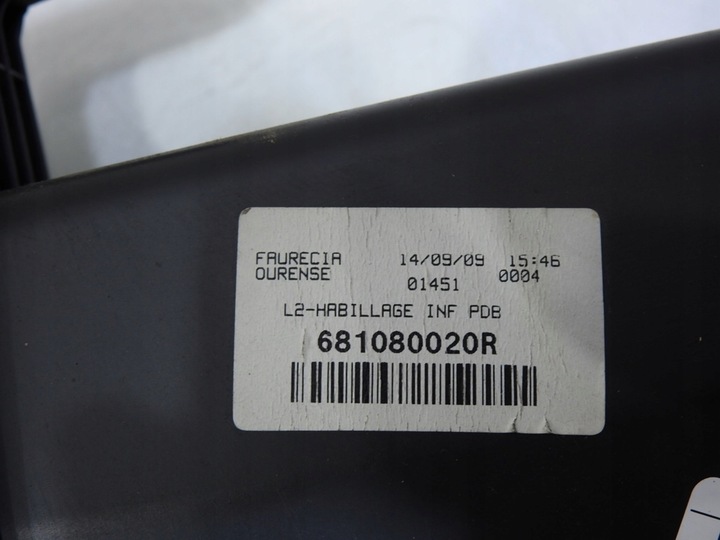 FAURECIA 14/09/09 15:46
OURENSE 01451 0004
L2-HABILLAGE INF PDB
681080020R